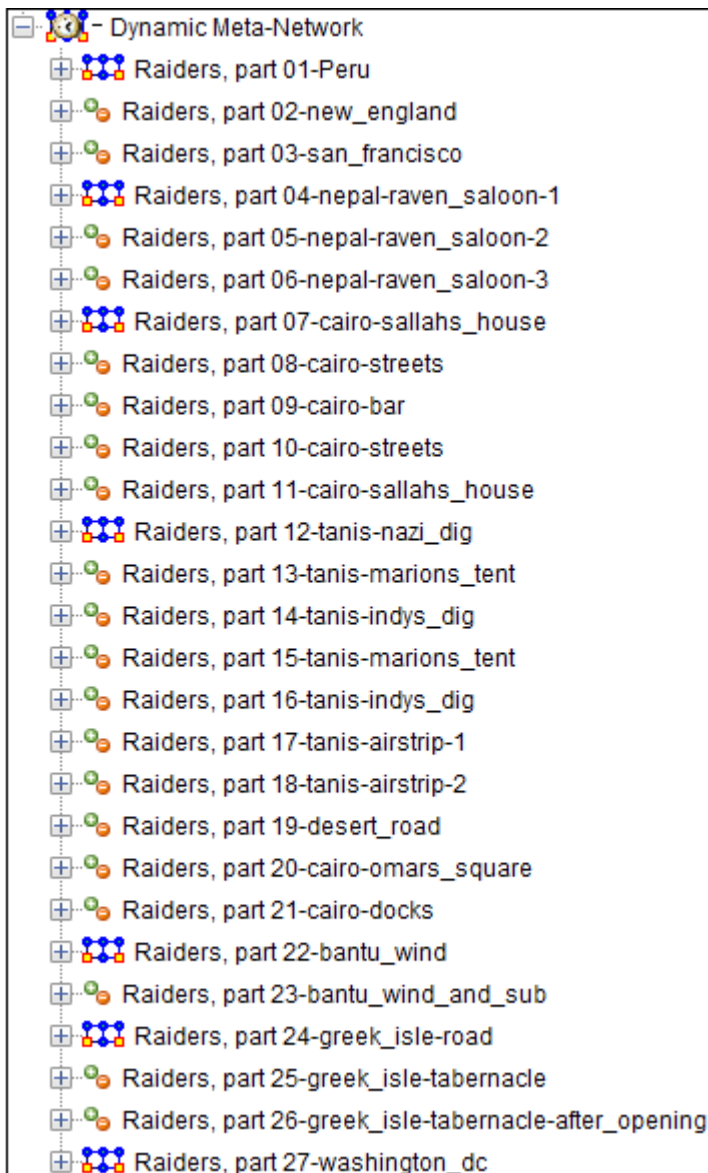 Dynamic Meta-Network
Raiders, part 01-Peru
Raiders, part 02-new_england
Raiders, part 03-san_francisco
Raiders, part 04-nepal-raven_saloon-1
Raiders, part 05-nepal-raven_saloon-2
Raiders, part 06-nepal-raven_saloon-3
Raiders, part 07-cairo-sallahs_house
Raiders, part 08-cairo-streets
Raiders, part 09-cairo-bar
Raiders, part 10-cairo-streets
Raiders, part 11-cairo-sallahs_house
Raiders, part 12-tanis-nazi_dig
Raiders, part 13-tanis-marions_tent
Raiders, part 14-tanis-indys_dig
Raiders, part 15-tanis-marions_tent
Raiders, part 16-tanis-indys_dig
Raiders, part 17-tanis-airstrip-1
Raiders, part 18-tanis-airstrip-2
Raiders, part 19-desert_road
Raiders, part 20-cairo-omars_square
Raiders, part 21-cairo-docks
Raiders, part 22-bantu_wind
Raiders, part 23-bantu_wind_and_sub
Raiders, part 24-greek_isle-road
Raiders, part 25-greek_isle-tabernacle
Raiders, part 26-greek_isle-tabernacle-after_opening
Raiders, part 27-washington_dc